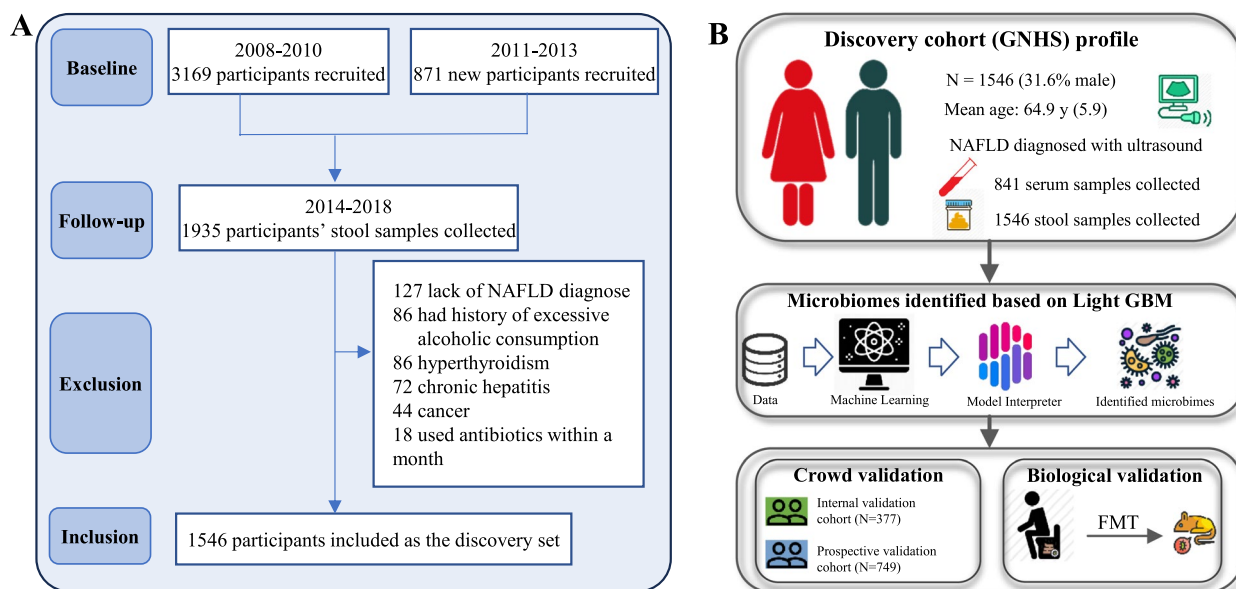 A
Baseline
2008-2010
3169 participants recruited
2011-2013
871 new participants recruited
Follow-up
2014-2018
1935 participants’ stool samples collected
Exclusion
127 lack of NAFLD diagnose
86 had history of excessive
alcoholic consumption
86 hyperthyroidism
72 chronic hepatitis
44 cancer
18 used antibiotics within a
month
Inclusion
1546 participants included as the discovery set
B
Discovery cohort (GNHS) profile
N = 1546 (31.6% male)
Mean age: 64.9 y (5.9)
NAFLD diagnosed with ultrasound
841 serum samples collected
1546 stool samples collected
Microbiomes identified based on Light GBM
Data
Machine Learning
Model Interpreter
Identified microbimes
Crowd validation
Internal validation
cohort (N=377)
Prospective validation
cohort (N=749)
Biological validation
FMT